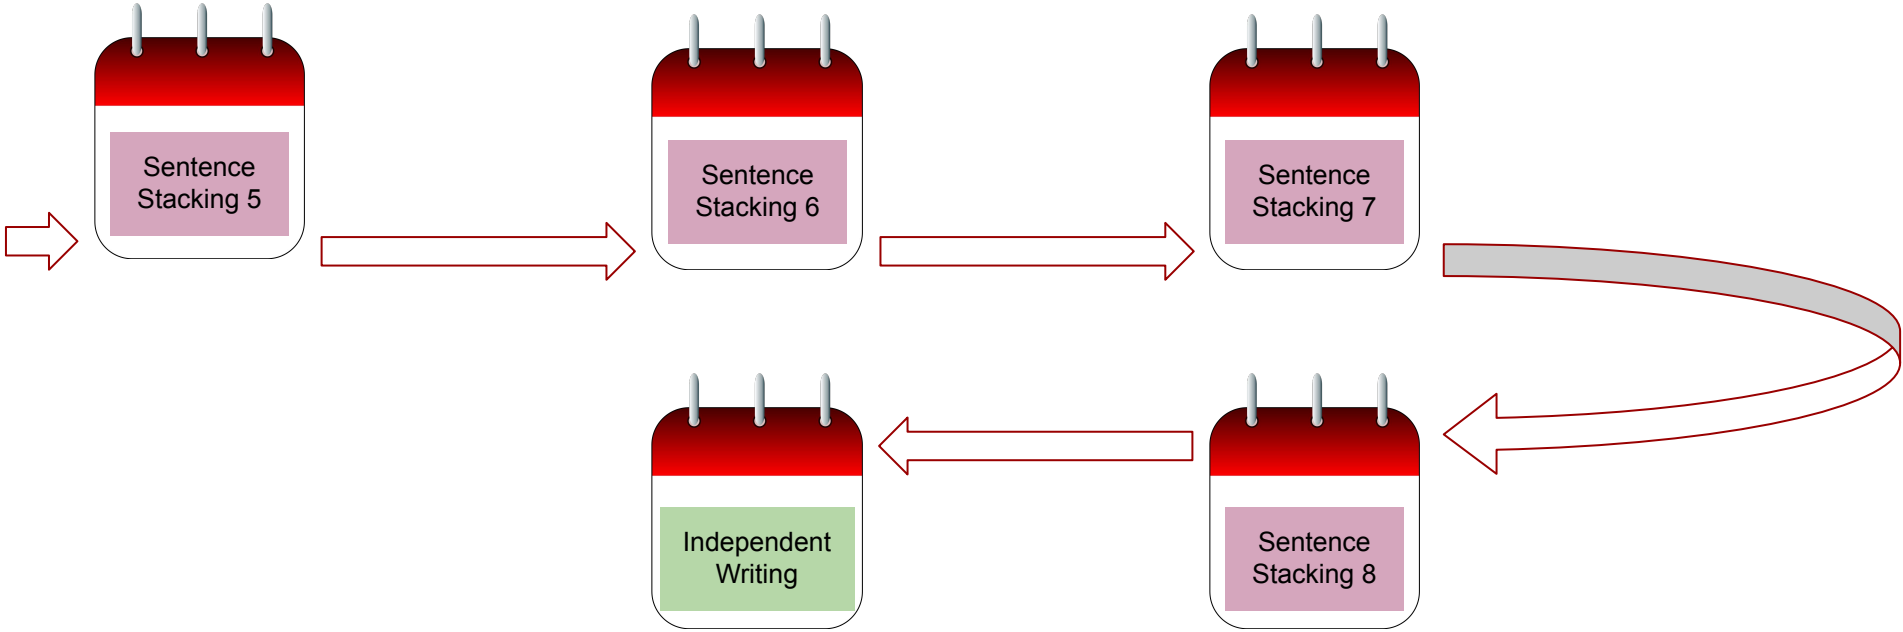 Sentence
Stacking 5
Sentence
Stacking 6
Sentence
Stacking 7
Sentence
Stacking 8
Independent
Writing